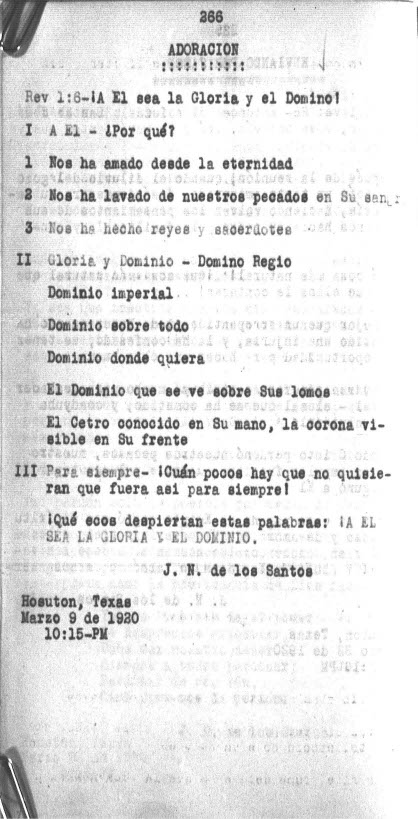 266
ADORACION
::::::::::
Rev 1:6-¡A El sea la Gloria y el Domino!
I A El - ¿Por qué?
1 Nos ha amado desde la eternidad
2 Nos ha lavado de nuestros pecados en Su sangr
3 Nos ha hecho reyes y sacerdotes
II Gloria y Dominio - Domino Regio
Dominio imperial
Dominio sobre todo
Dominio donde quiera
El Dominio que se ve sobre Sus lomos
El Cetro conocido en Su mano, la corona vi-
sible en Su frente
III Para siempre- ¡Cuán pocos hay que no quisie-
ran que fuera asi para siempre!
¡Qué ecos despiertan estas palabras: ¡A EL
SEA LA GLORIA Y EL DOMINIO.
J. N. de los Santos
Hosuton, Texas
Marzo 9 de 1920
10:15-PM